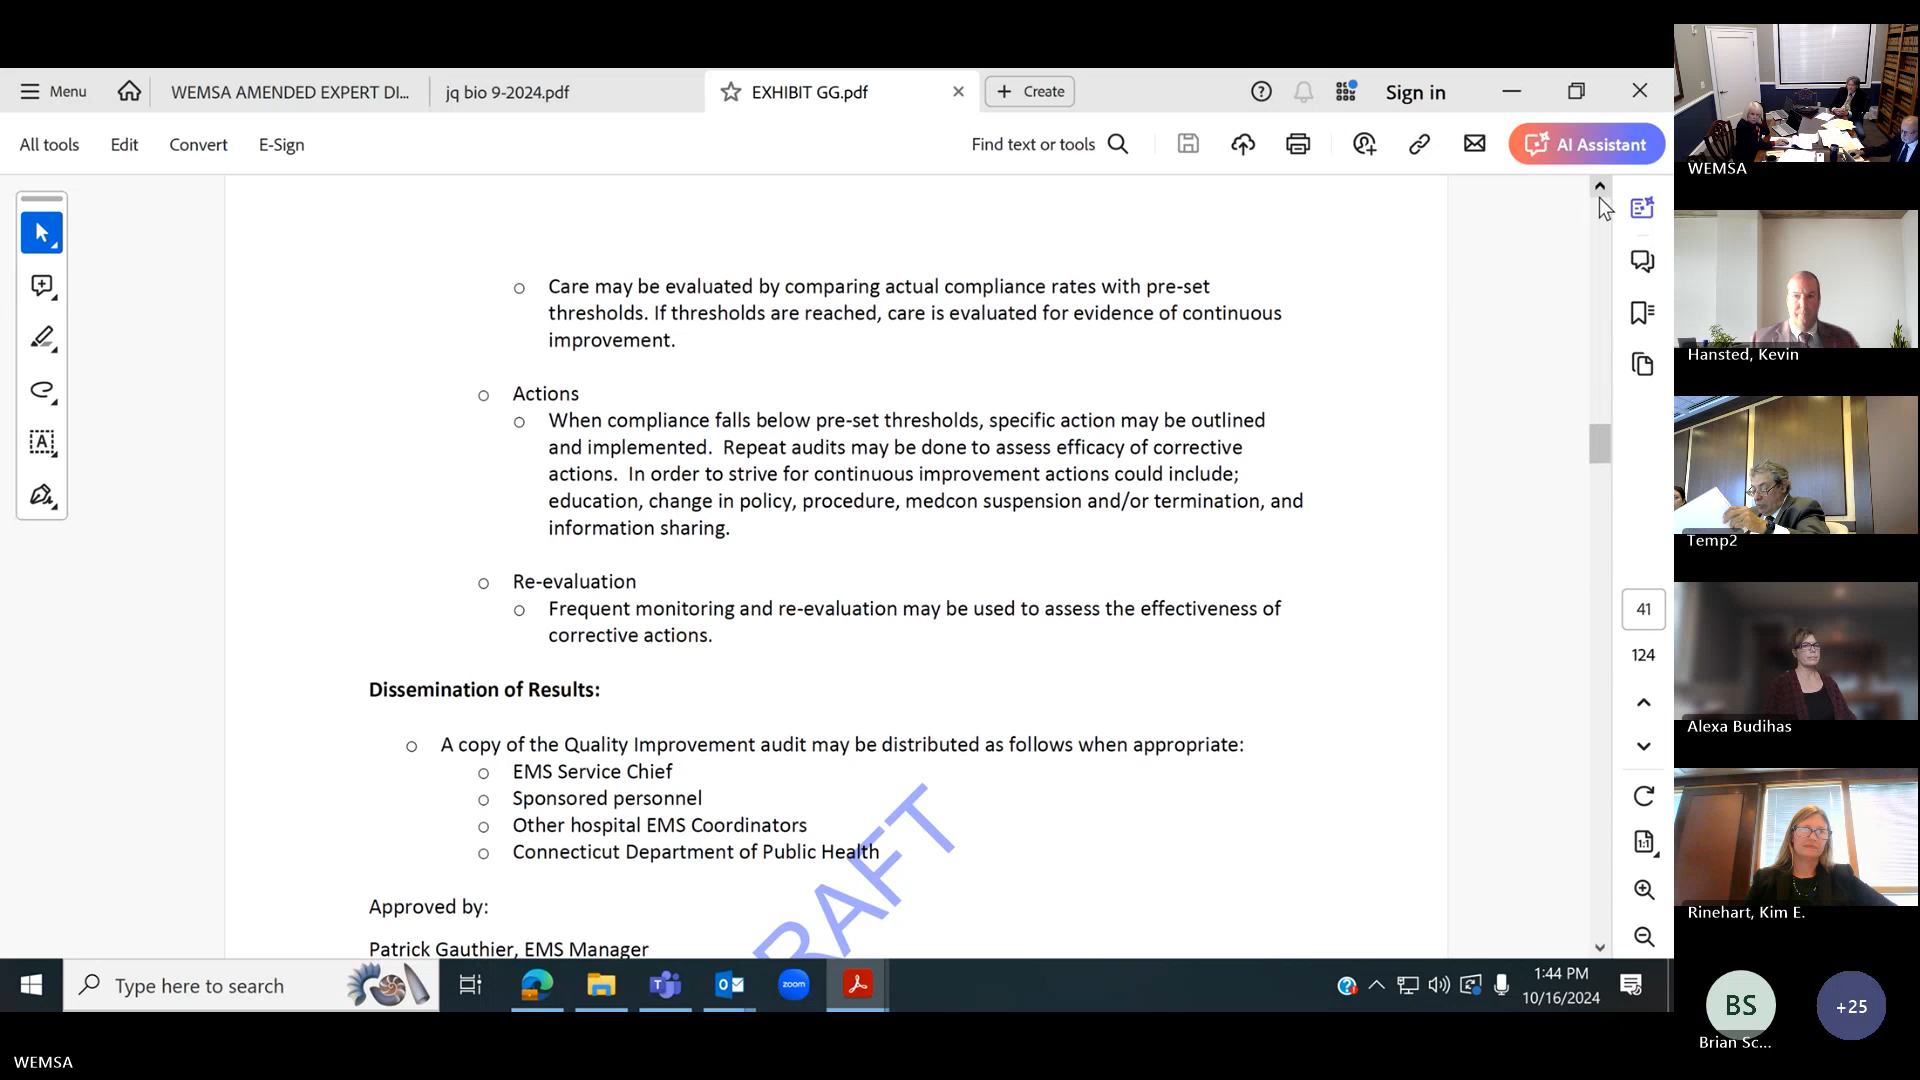 Menu
WEMSA AMENDED EXPERT DI...
jq bio 9-2024.pdf
EXHIBIT GG.pdf
Create
Sign in
All tools
Edit
Convert
E-Sign
Find text or tools
AI Assistant
○ Care may be evaluated by comparing actual compliance rates with pre-set
thresholds. If thresholds are reached, care is evaluated for evidence of continuous
improvement.
○ Actions
○ When compliance falls below pre-set thresholds, specific action may be outlined
and implemented.  Repeat audits may be done to assess efficacy of corrective
actions.  In order to strive for continuous improvement actions could include;
education, change in policy, procedure, medcon suspension and/or termination, and
information sharing.
○ Re-evaluation
○ Frequent monitoring and re-evaluation may be used to assess the effectiveness of
corrective actions.
Dissemination of Results:
○ A copy of the Quality Improvement audit may be distributed as follows when appropriate:
○ EMS Service Chief
○ Sponsored personnel
○ Other hospital EMS Coordinators
○ Connecticut Department of Public Health
Approved by:
Patrick Gauthier, EMS Manager
RAFT
41
124
1:1
Type here to search
zoom
1:44 PM
10/16/2024
WEMSA
WEMSA
Hansted, Kevin
Temp2
Alexa Budihas
Rinehart, Kim E.
BS
Brian Sc...
+25